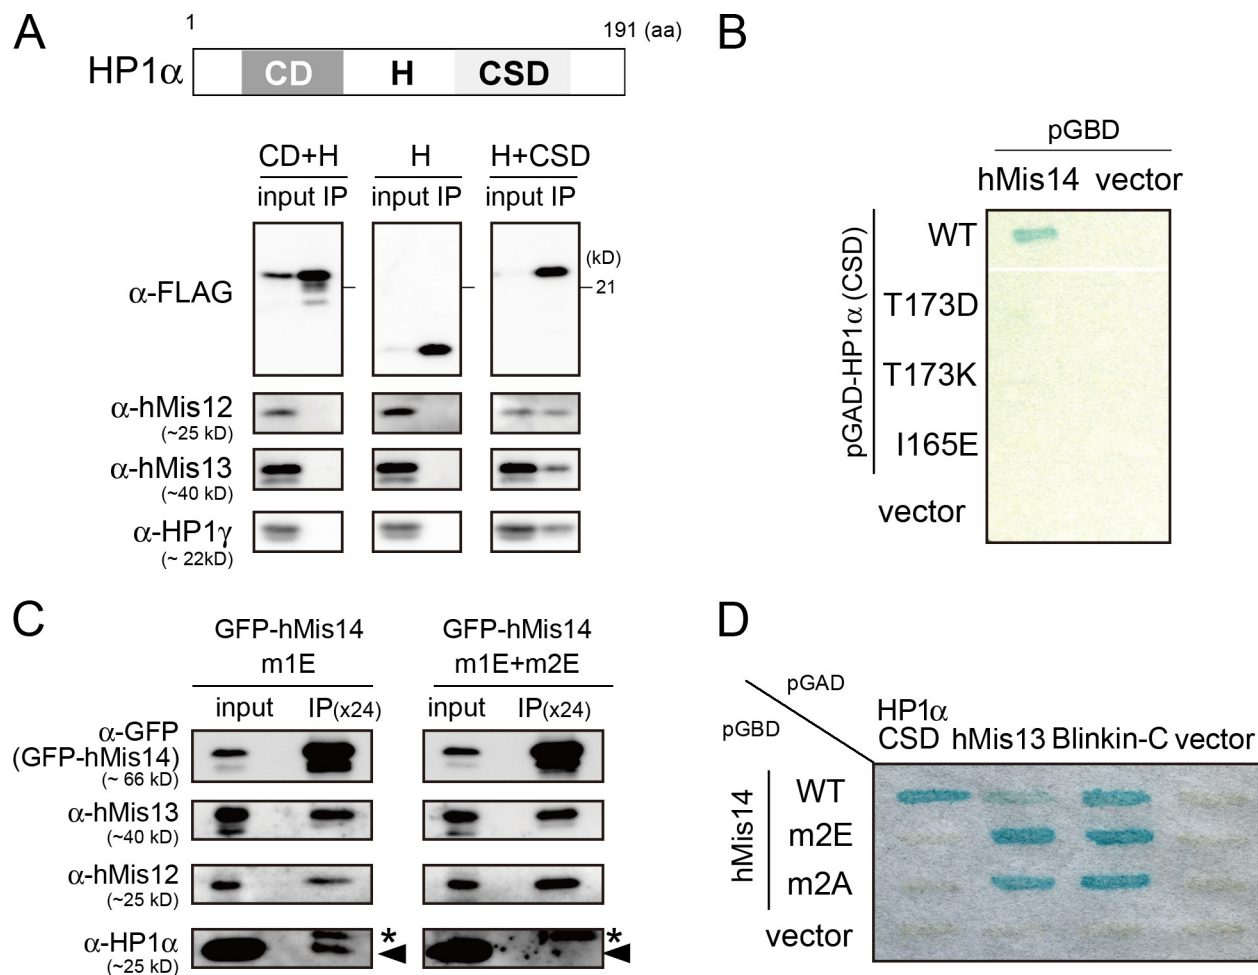 A
1
191 (aa)
HP1α
CD
H
CSD
CD+H
H
H+CSD
input IP
input IP
input IP
α-FLAG
(kD)
21
α-hMis12
(~25 kD)
α-hMis13
(~40 kD)
α-HP1γ
(~ 22kD)
B
pGBD
hMis14 vector
pGAD-HP1α (CSD)
WT
T173D
T173K
I165E
vector
C
GFP-hMis14
m1E
GFP-hMis14
m1E+m2E
input IP(x24)
input IP(x24)
α-GFP
(GFP-hMis14)
(~ 66 kD)
α-hMis13
(~40 kD)
α-hMis12
(~25 kD)
α-HP1α
(~25 kD)
*
*
D
pGAD
pGBD
HP1α
CSD hMis13 Blinkin-C vector
hMis14
WT
m2E
m2A
vector